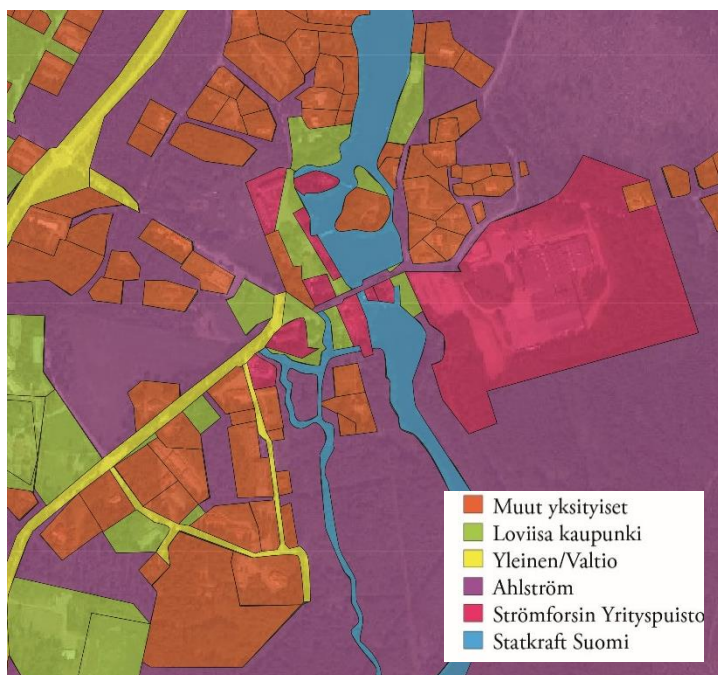 Muut yksityiset
Loviisa kaupunki
Yleinen/Valtio
Ahlström
Strömforsin Yrityspuisto
Statkraft Suomi